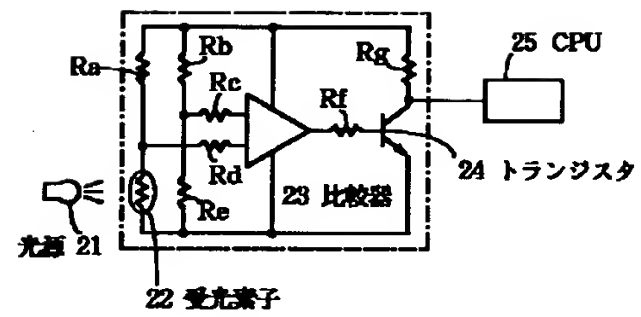 25 CPU
Rb
Rg
Ra
Rc
Rf
Rd
24 トランジスタ
23 比較器
Re
光源 21
22 受光素子